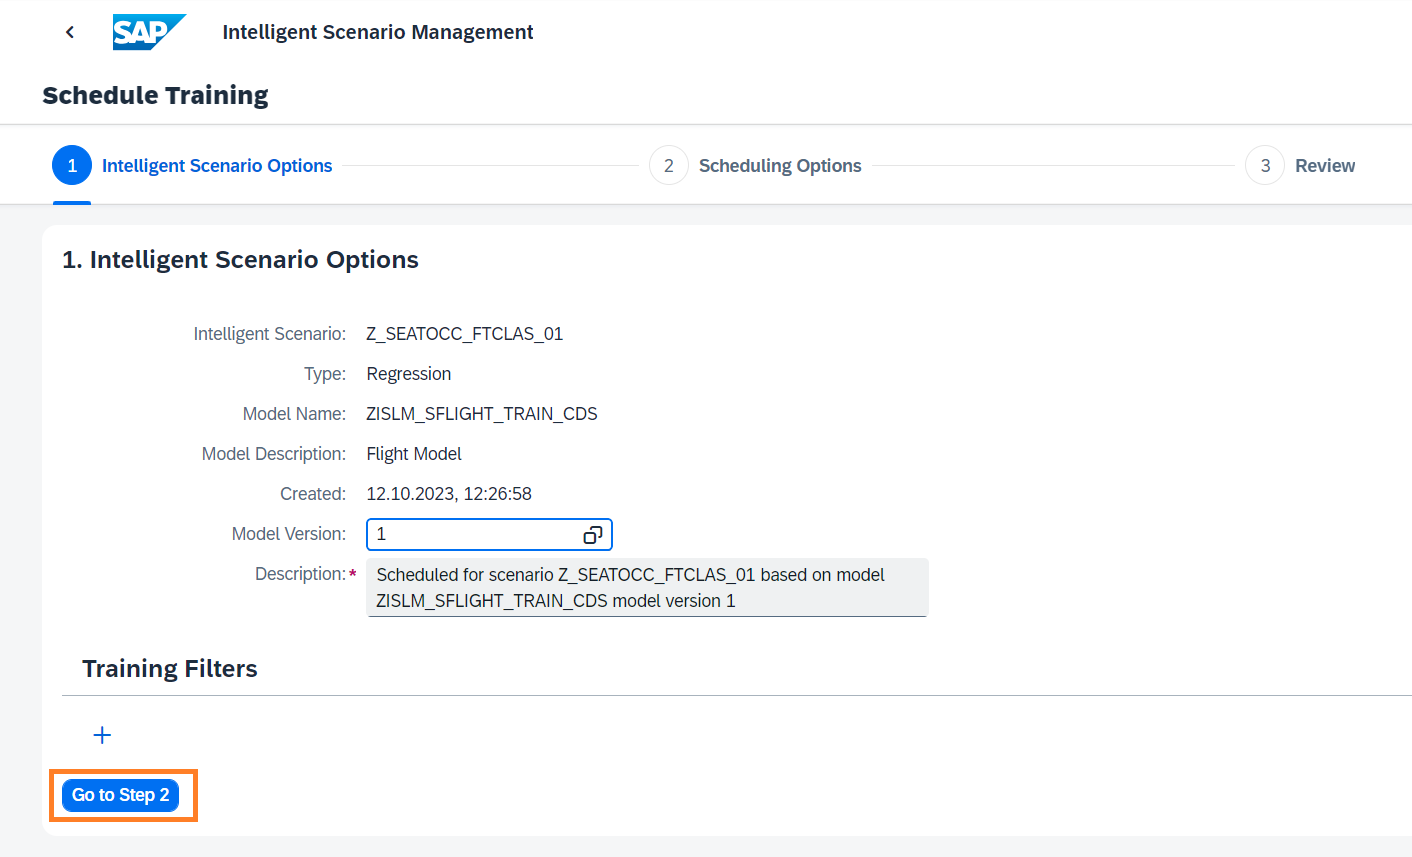 SAP Intelligent Scenario Management
Schedule Training
1 Intelligent Scenario Options 2 Scheduling Options 3 Review
1. Intelligent Scenario Options
Intelligent Scenario: Z_SEATOCC_FTCLAS_01
Type: Regression
Model Name: ZISLM_SFLIGHT_TRAIN_CDS
Model Description: Flight Model
Created: 12.10.2023, 12:26:58
Model Version: 1
Description:* Scheduled for scenario Z_SEATOCC_FTCLAS_01 based on model
ZISLM_SFLIGHT_TRAIN_CDS model version 1
Training Filters
Go to Step 2